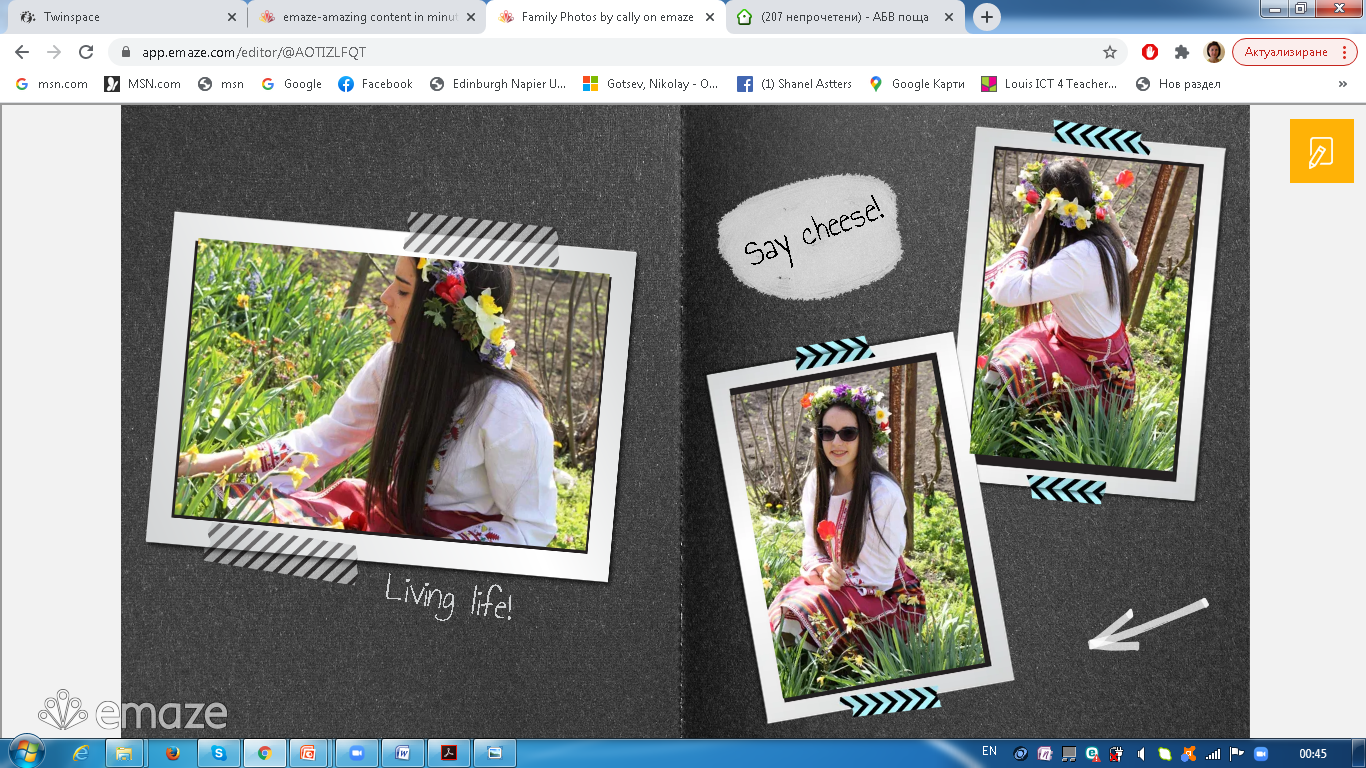 Twinspace
emaze-amazing content in minut
Family Photos by cally on emaze
(207 непрочетени) - АБВ поща
app.emaze.com/editor/@AOTIZLFQT
Актуализиране
msn.com
MSN.com
msn
Google
Facebook
Edinburgh Napier U...
Gotsev, Nikolay - O...
(1) Shanel Astters
Google Карти
Louis ICT 4 Teacher...
Нов раздел
Say cheese!
Living life!
emaze
EN
00:45